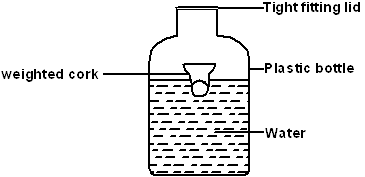 Tight fitting lid
weighted cork
Plastic bottle
Water